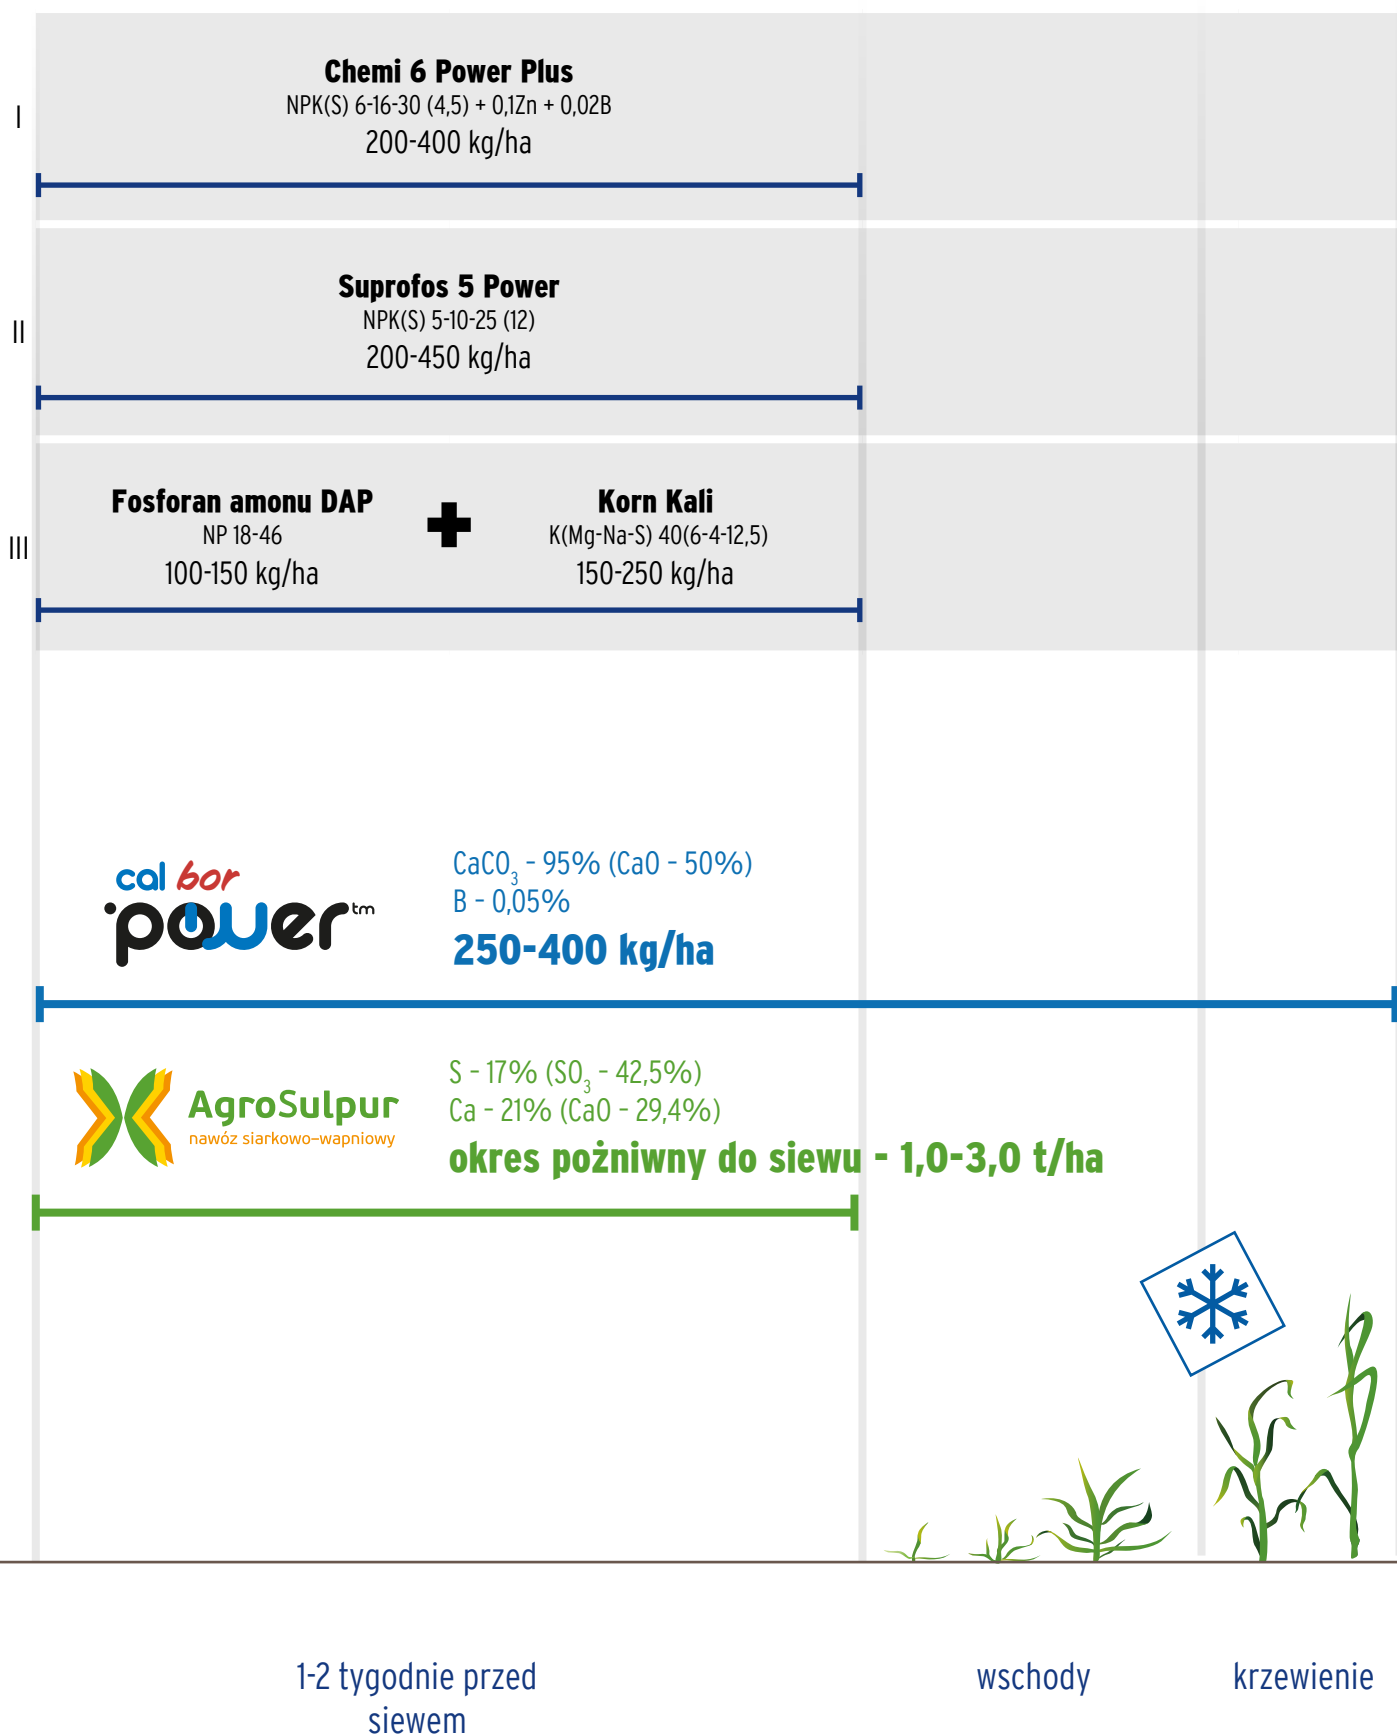 I
Chemi 6 Power Plus
NPK(S) 6-16-30 (4,5) + 0,1Zn + 0,02B
200-400 kg/ha
II
Suprofos 5 Power
NPK(S) 5-10-25 (12)
200-450 kg/ha
III
Fosforan amonu DAP
NP 18-46
100-150 kg/ha
+
Korn Kali
K(Mg-Na-S) 40(6-4-12,5)
150-250 kg/ha
cal bor
power™
CaCO₃ - 95% (CaO - 50%)
B - 0,05%
250-400 kg/ha
AgroSulpur
nawóz siarkowo-wapniowy
S - 17% (SO₃ - 42,5%)
Ca - 21% (CaO - 29,4%)
okres pożniwny do siewu - 1,0-3,0 t/ha
1-2 tygodnie przed
siewem
wschody
krzewienie